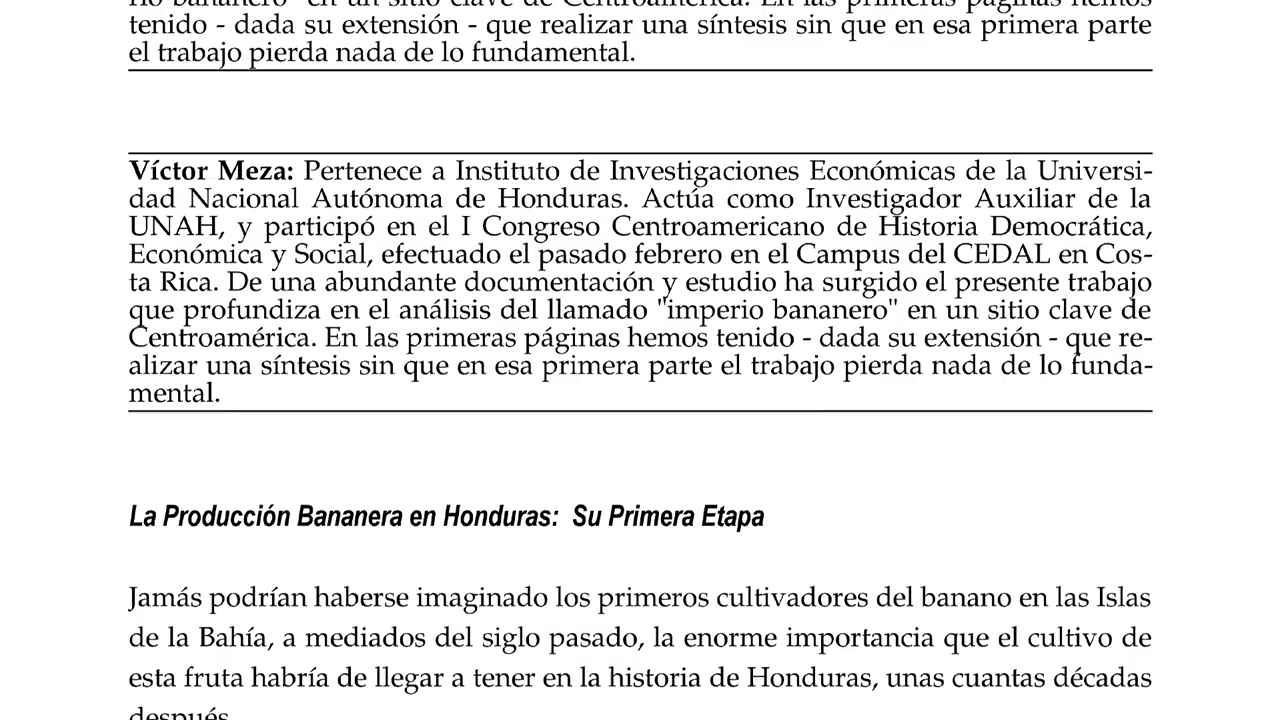 tenido - dada su extensión - que realizar una síntesis sin que en esa primera parte
el trabajo pierda nada de lo fundamental.
Víctor Meza: Pertenece a Instituto de Investigaciones Económicas de la Universi-
dad Nacional Autónoma de Honduras. Actúa como Investigador Auxiliar de la
UNAH, y participó en el I Congreso Centroamericano de Historia Democrática,
Económica y Social, efectuado el pasado febrero en el Campus del CEDAL en Cos-
ta Rica. De una abundante documentación y estudio ha surgido el presente trabajo
que profundiza en el análisis del llamado "imperio bananero" en un sitio clave de
Centroamérica. En las primeras páginas hemos tenido - dada su extensión - que re-
alizar una síntesis sin que en esa primera parte el trabajo pierda nada de lo funda-
mental.
La Producción Bananera en Honduras: Su Primera Etapa
Jamás podrían haberse imaginado los primeros cultivadores del banano en las Islas
de la Bahía, a mediados del siglo pasado, la enorme importancia que el cultivo de
esta fruta habría de llegar a tener en la historia de Honduras, unas cuantas décadas
después.